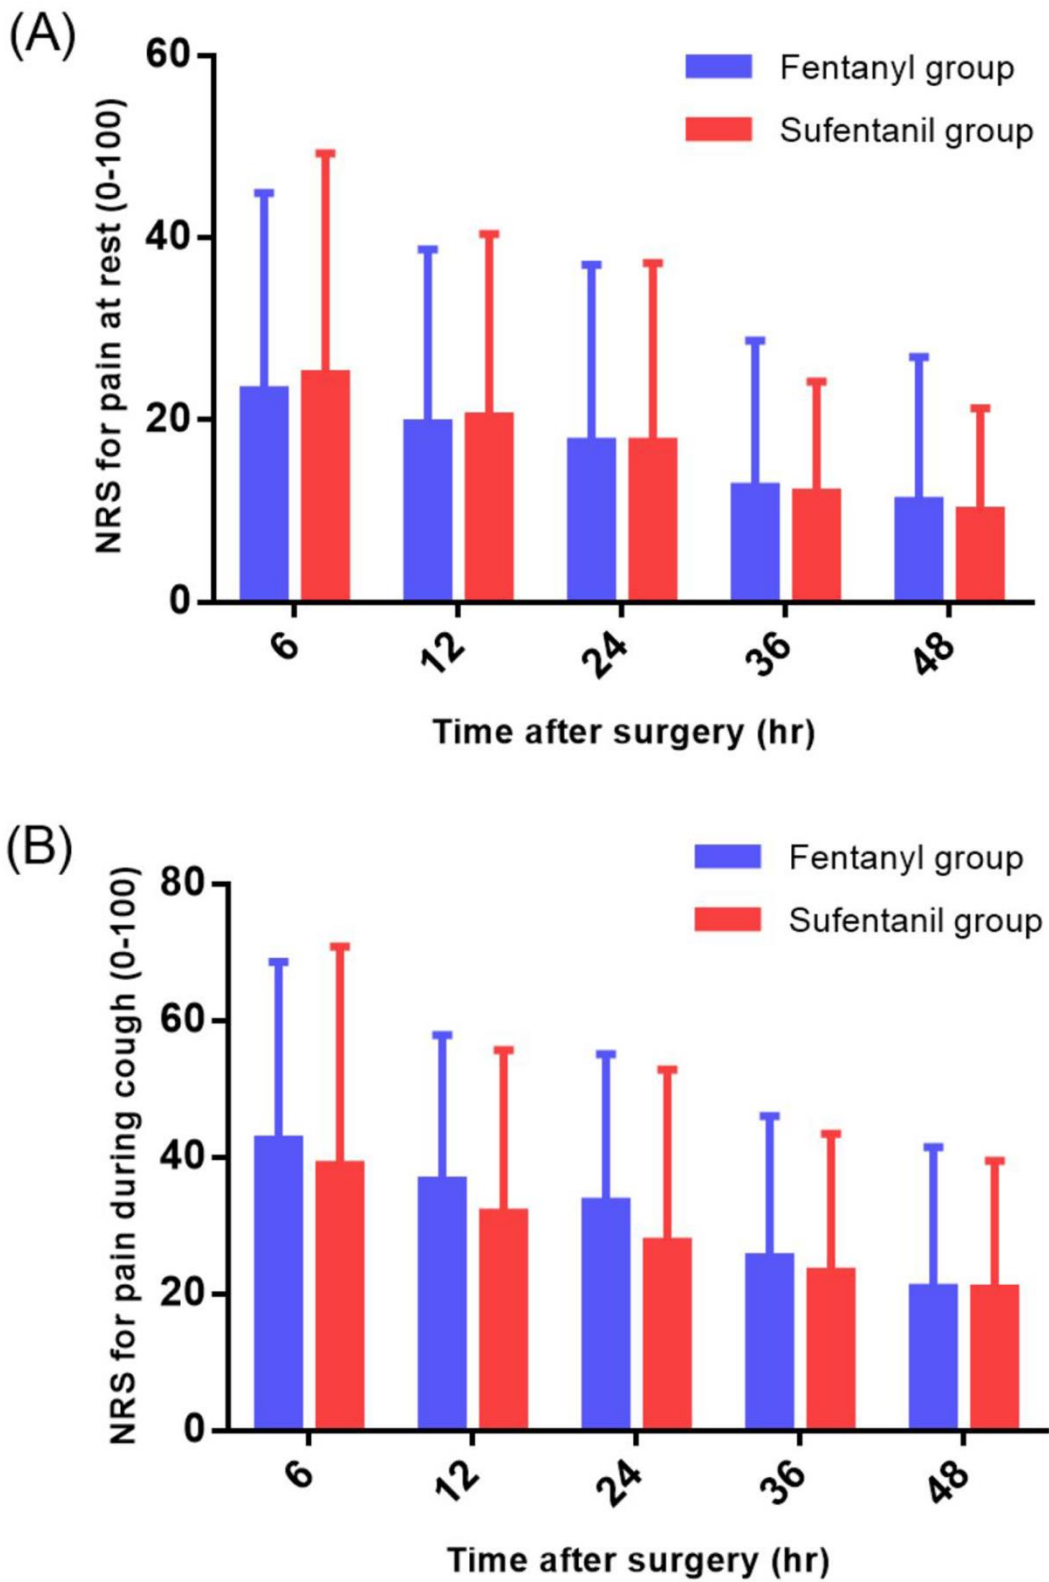 (A)
NRS for pain at rest (0-100)
60
40
20
0
Fentanyl group
Sufentanil group
6 12 24 36 48
Time after surgery (hr)
(B)
NRS for pain during cough (0-100)
80
60
40
20
0
Fentanyl group
Sufentanil group
6 12 24 36 48
Time after surgery (hr)